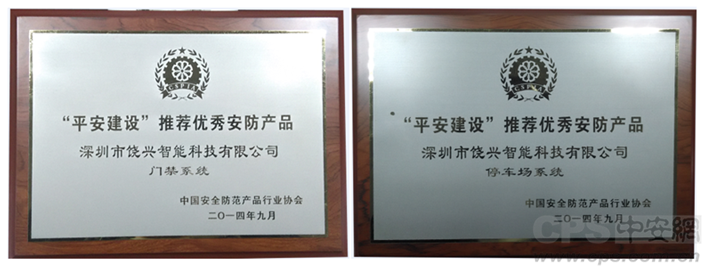 CSPIA
“平安建设”推荐优秀安防产品
深圳市饶兴智能科技有限公司
门禁系统
中国安全防范产品行业协会
二〇一四年九月
CSPIA
“平安建设”推荐优秀安防产品
深圳市饶兴智能科技有限公司
停车场系统
中国安全防范产品行业协会
二〇一四年九月
CPS中安網
www.cps.com.cn